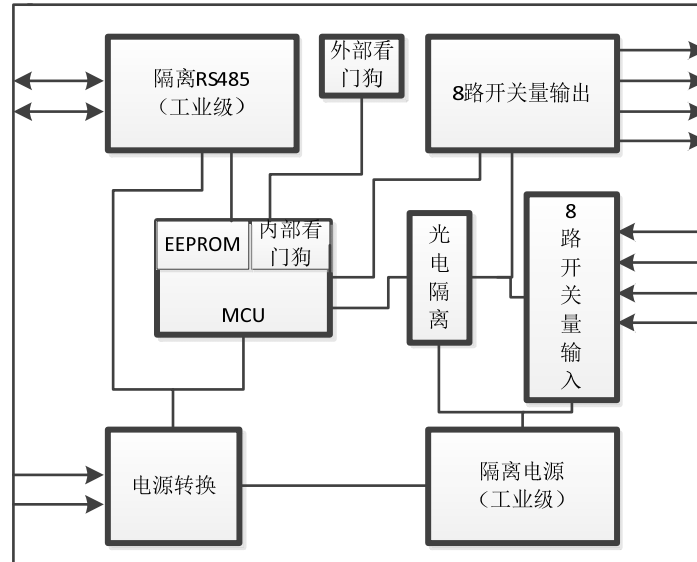 隔离RS485
（工业级）
外部看
门狗
8路开关量输出
EEPROM
内部看
门狗
MCU
光
电
隔
离
8
路
开
关
量
输
入
电源转换
隔离电源
（工业级）